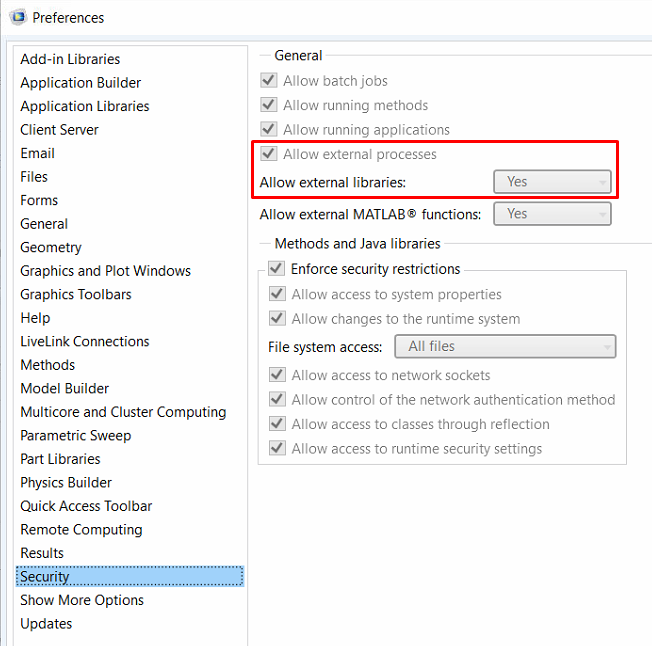 Preferences
Add-in Libraries
Application Builder
Application Libraries
Client Server
Email
Files
Forms
General
Geometry
Graphics and Plot Windows
Graphics Toolbars
Help
LiveLink Connections
Methods
Model Builder
Multicore and Cluster Computing
Parametric Sweep
Part Libraries
Physics Builder
Quick Access Toolbar
Remote Computing
Results
Security
Show More Options
Updates
General
Allow batch jobs
Allow running methods
Allow running applications
Allow external processes
Allow external libraries: Yes
Allow external MATLAB® functions: Yes
Methods and Java libraries
Enforce security restrictions
Allow access to system properties
Allow changes to the runtime system
File system access: All files
Allow access to network sockets
Allow control of the network authentication method
Allow access to classes through reflection
Allow access to runtime security settings